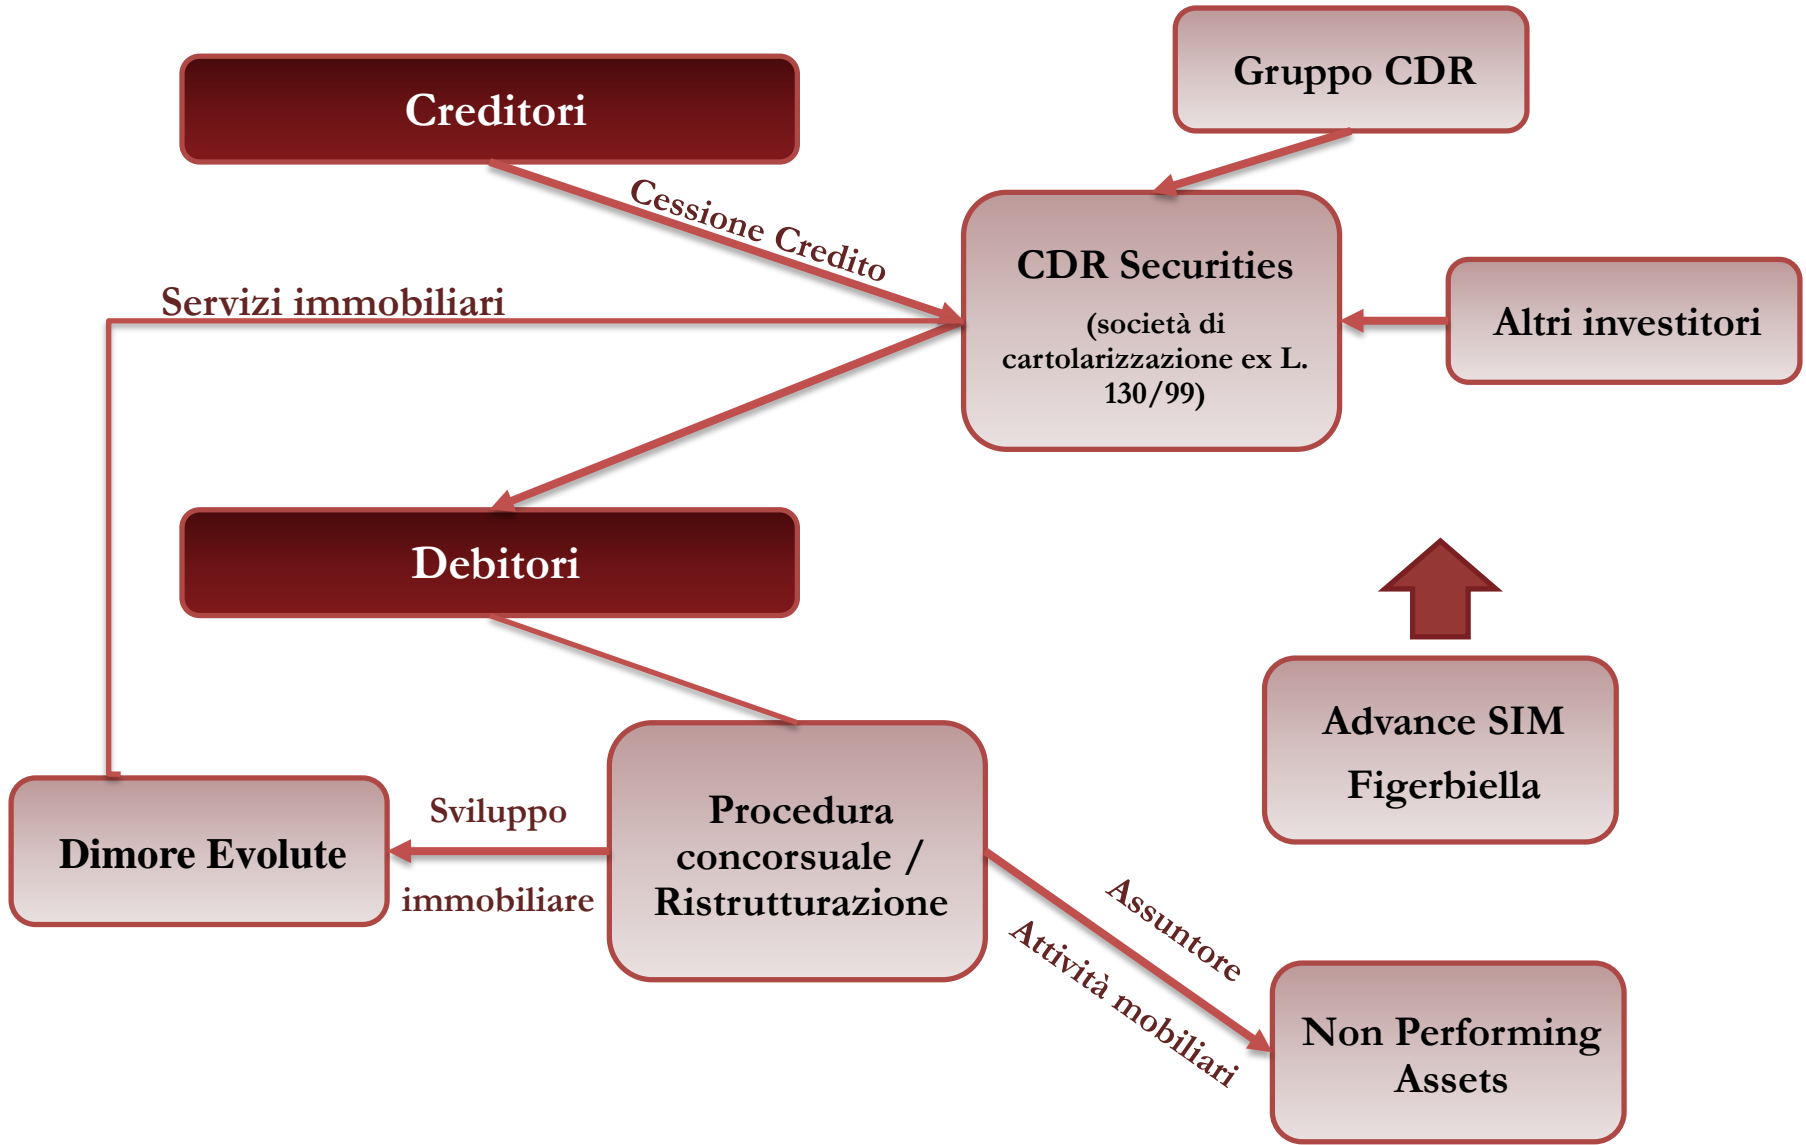 Gruppo CDR
Creditori
Cessione Credito
CDR Securities
(società di
cartolarizzazione ex L.
130/99)
Servizi immobiliari
Altri investitori
Debitori
Advance SIM
Figerbiella
Sviluppo
immobiliare
Dimore Evolute
Procedura
concorsuale /
Ristrutturazione
Assuntore
Attività mobiliari
Non Performing
Assets